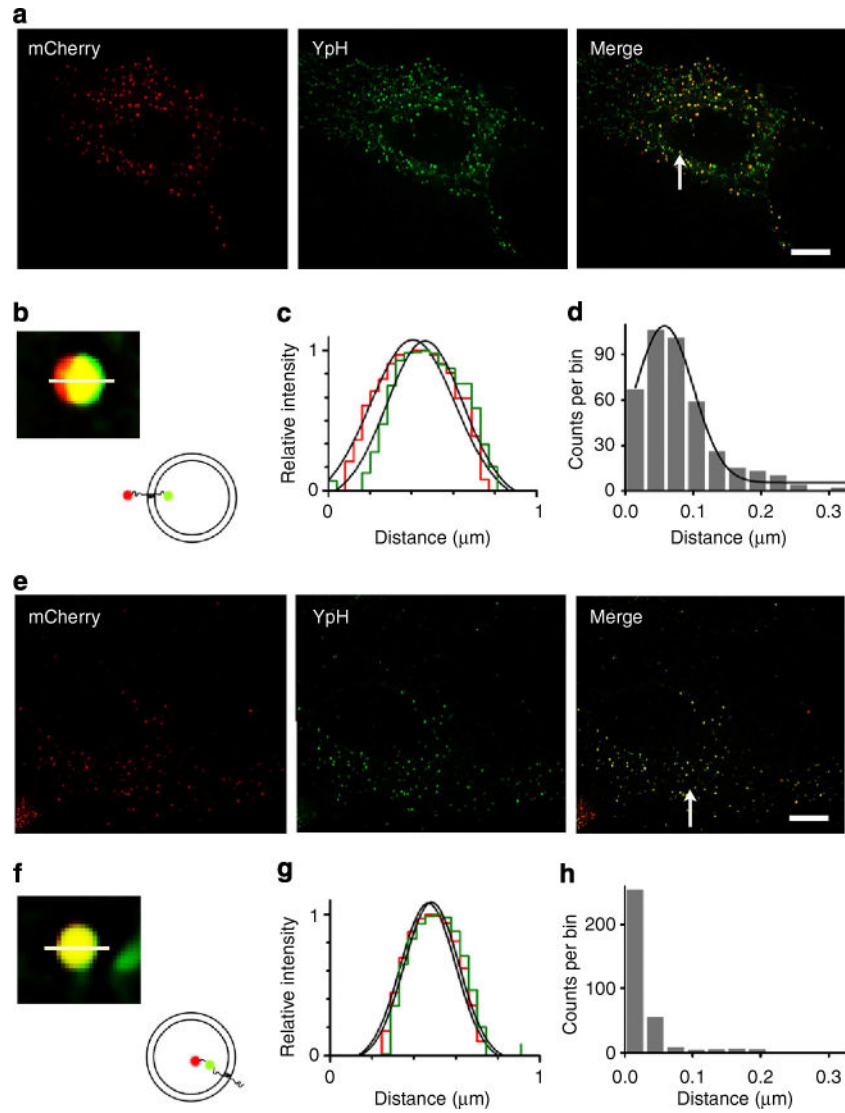 a
mCherry YpH Merge
b c d
Relative intensity
1
0
0 1
Distance (μm)
Counts per bin
90
60
30
0
0.0 0.1 0.2 0.3
Distance (μm)
e
mCherry YpH Merge
f g h
Relative intensity
1
0
0 1
Distance (μm)
Counts per bin
200
100
0
0.0 0.1 0.2 0.3
Distance (μm)